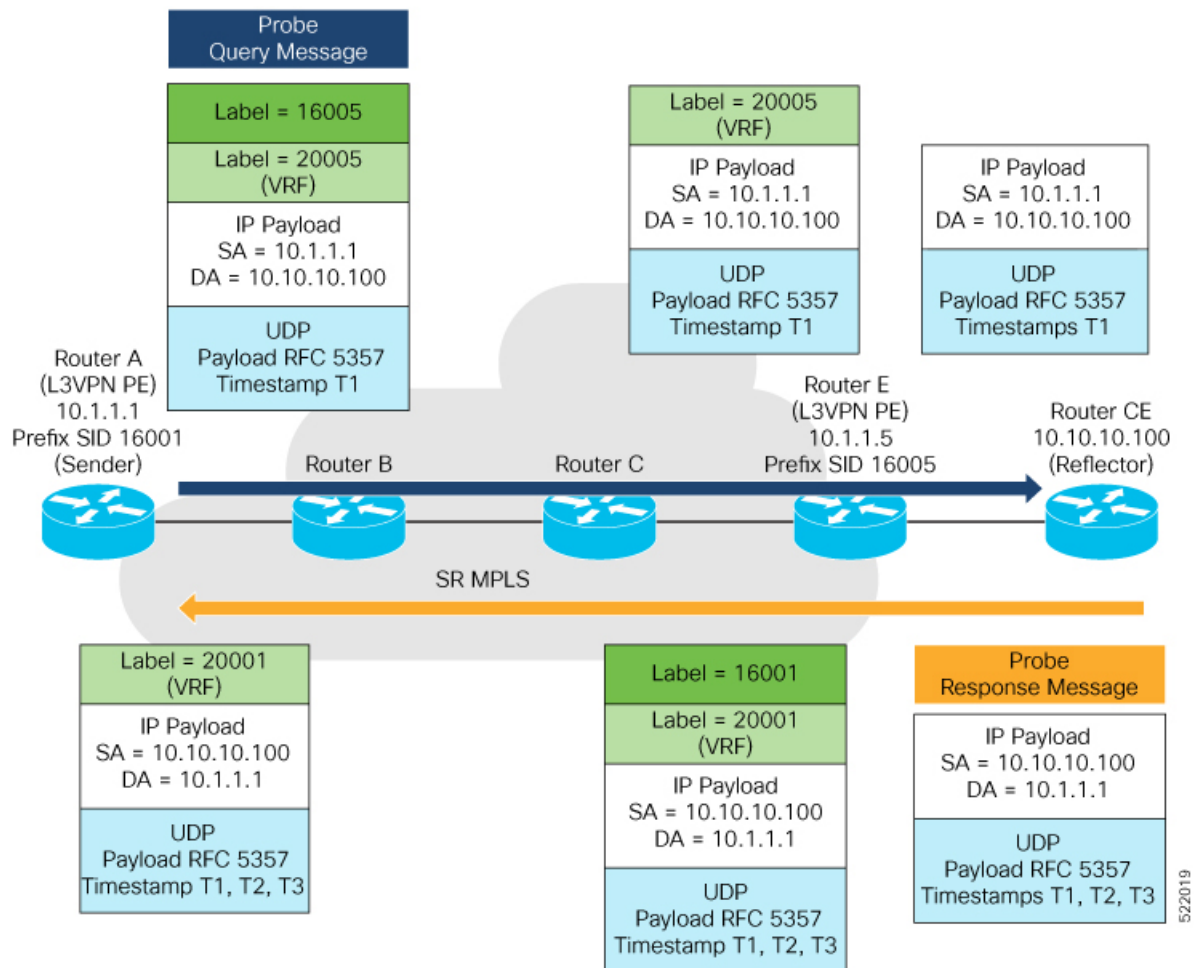 Probe
Query Message
Label = 16005
Label = 20005
(VRF)
IP Payload
SA = 10.1.1.1
DA = 10.10.10.100
UDP
Payload RFC 5357
Timestamp T1
Label = 20005
(VRF)
IP Payload
SA = 10.1.1.1
DA = 10.10.10.100
UDP
Payload RFC 5357
Timestamp T1
IP Payload
SA = 10.1.1.1
DA = 10.10.10.100
UDP
Payload RFC 5357
Timestamps T1
Router A
(L3VPN PE)
10.1.1.1
Prefix SID 16001
(Sender)
Router B
Router C
Router E
(L3VPN PE)
10.1.1.5
Prefix SID 16005
Router CE
10.10.10.100
(Reflector)
SR MPLS
Label = 20001
(VRF)
IP Payload
SA = 10.10.10.100
DA = 10.1.1.1
UDP
Payload RFC 5357
Timestamp T1, T2, T3
Label = 16001
Label = 20001
(VRF)
IP Payload
SA = 10.10.10.100
DA = 10.1.1.1
UDP
Payload RFC 5357
Timestamp T1, T2, T3
Probe
Response Message
IP Payload
SA = 10.10.10.100
DA = 10.1.1.1
UDP
Payload RFC 5357
Timestamps T1, T2, T3
522019